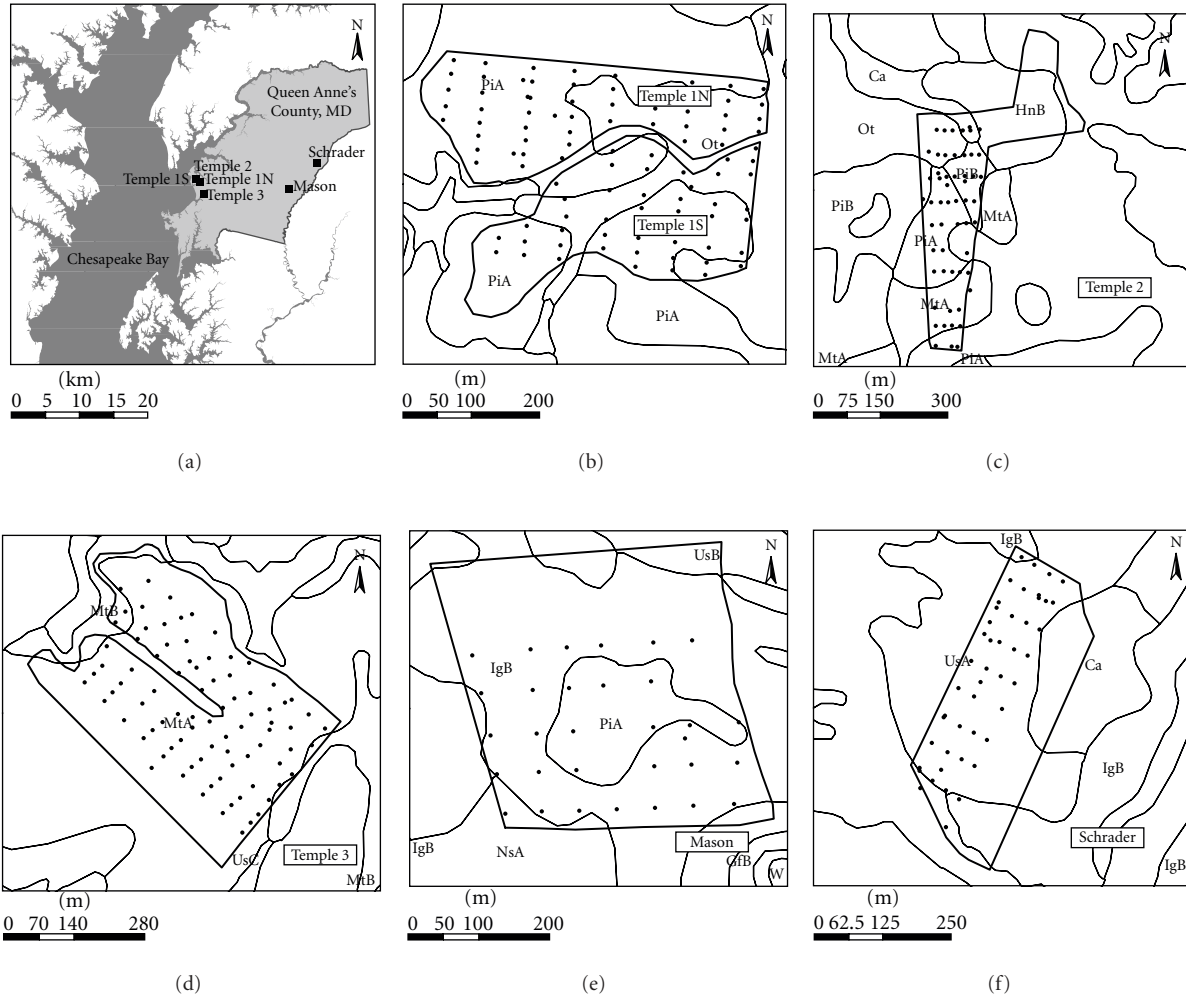 N
Queen Anne's
County, MD
Schrader
Temple 2
Temple 1S
Temple 1N
Mason
Temple 3
Chesapeake Bay
(km)
0 5 10 15 20
(a)
N
PiA
Temple 1N
Ot
Temple 1S
PiA
PiA
(m)
0 50 100 200
(b)
N
Ca
HnB
Ot
PiB
PiB
MtA
PiA
Temple 2
MtA
MtA
PiA
(m)
0 75 150 300
(c)
N
MtB
MtA
UsC
Temple 3
MtB
(m)
0 70 140 280
(d)
UsB
N
IgB
PiA
Mason
IgB
NsA
GfB
W
(m)
0 50 100 200
(e)
IgB
N
UsA
Ca
IgB
Schrader
IgB
(m)
0 62.5 125 250
(f)